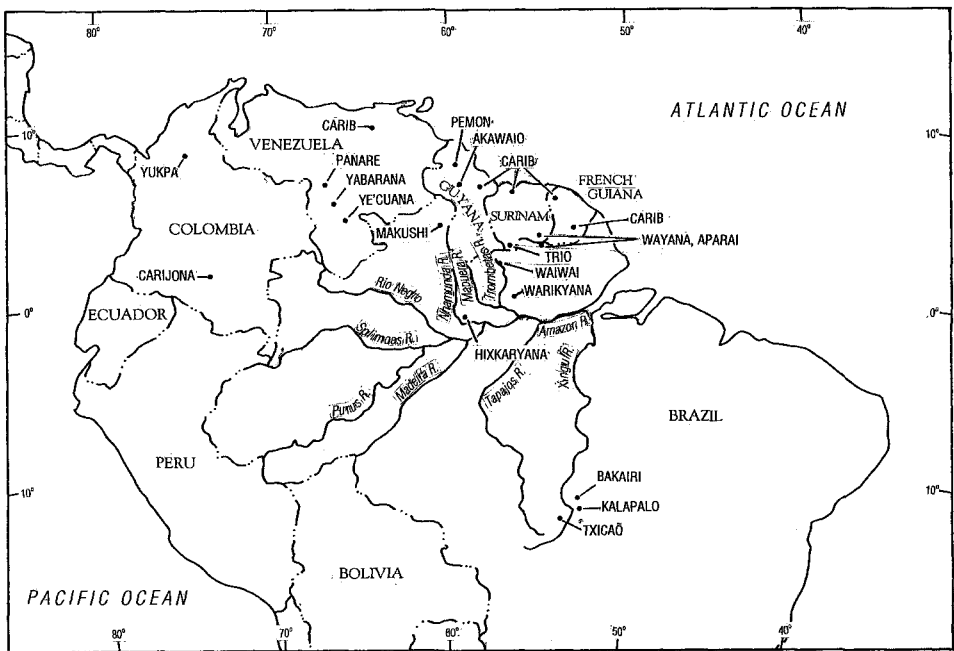 80° 70° 60° 50° 40°
ATLANTIC OCEAN
10° 10°
CARIB
PEMON
AKAWAIO
VENEZUELA
CARIB
YUKPA
PANARE
YABARANA
YE'CUANA
GUYANA
FRENCH
GUIANA
SURINAM
CARIB
COLOMBIA
MAKUSHI
WAYANA, APARAI
TRIO
WAIWAI
CARIJONA
WARIKYANA
Rio Negro
Nhamunda R.
Mapuera R.
Trombetas R.
ECUADOR
0° 0°
Solimoes R.
Amazon R.
HIXKARYANA
Madeira R.
Purus R.
Tapajos R.
Xingu R.
BRAZIL
PERU
BAKAIRI
10° 10°
KALAPALO
TXICAÕ
BOLIVIA
PACIFIC OCEAN
80° 70° 60° 50° 40°